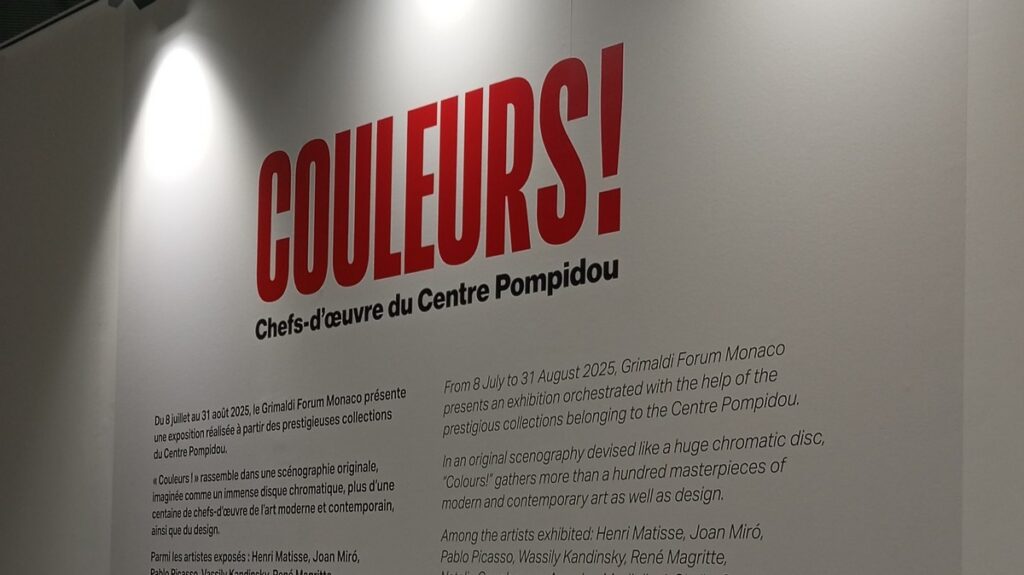 COULEURS!
Chefs-d'œuvre du Centre Pompidou
Du 8 juillet au 31 août 2025, le Grimaldi Forum Monaco présente
une exposition réalisée à partir des prestigieuses collections
du Centre Pompidou.
« Couleurs ! » rassemble dans une scénographie originale,
imaginée comme un immense disque chromatique, plus d'une
centaine de chefs-d'œuvre de l'art moderne et contemporain,
ainsi que du design.
Parmi les artistes exposés : Henri Matisse, Joan Miró,
Pablo Picasso, Vassily Kandinsky, René Magritte,
From 8 July to 31 August 2025, Grimaldi Forum Monaco
presents an exhibition orchestrated with the help of the
prestigious collections belonging to the Centre Pompidou.
In an original scenography devised like a huge chromatic disc,
"Colours!" gathers more than a hundred masterpieces of
modern and contemporary art as well as design.
Among the artists exhibited: Henri Matisse, Joan Miró,
Pablo Picasso, Wassily Kandinsky, René Magritte,